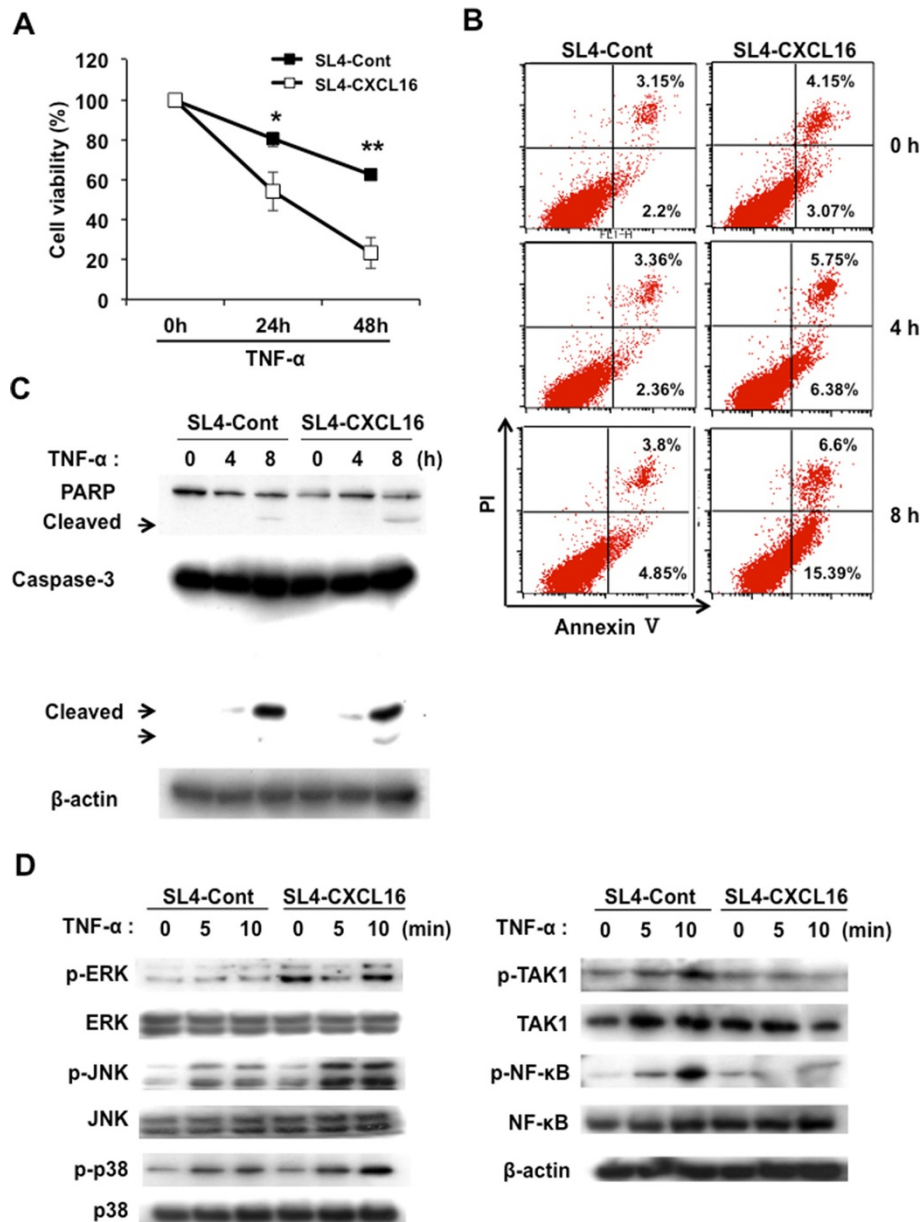 A
120
100
80
60
40
20
0
Cell viability (%)
SL4-Cont
SL4-CXCL16
*
**
0h 24h 48h
TNF-α
B
SL4-Cont SL4-CXCL16
3.15% 4.15%
0 h
2.2% 3.07%
FL1-H
3.36% 5.75%
4 h
2.36% 6.38%
3.8% 6.6%
8 h
4.85% 15.39%
PI
Annexin V
C
SL4-Cont SL4-CXCL16
TNF-α : 0 4 8 0 4 8 (h)
PARP
Cleaved
Caspase-3
Cleaved
β-actin
D
SL4-Cont SL4-CXCL16
TNF-α : 0 5 10 0 5 10 (min)
p-ERK
ERK
p-JNK
JNK
p-p38
p38
SL4-Cont SL4-CXCL16
TNF-α : 0 5 10 0 5 10 (min)
p-TAK1
TAK1
p-NF-κB
NF-κB
β-actin